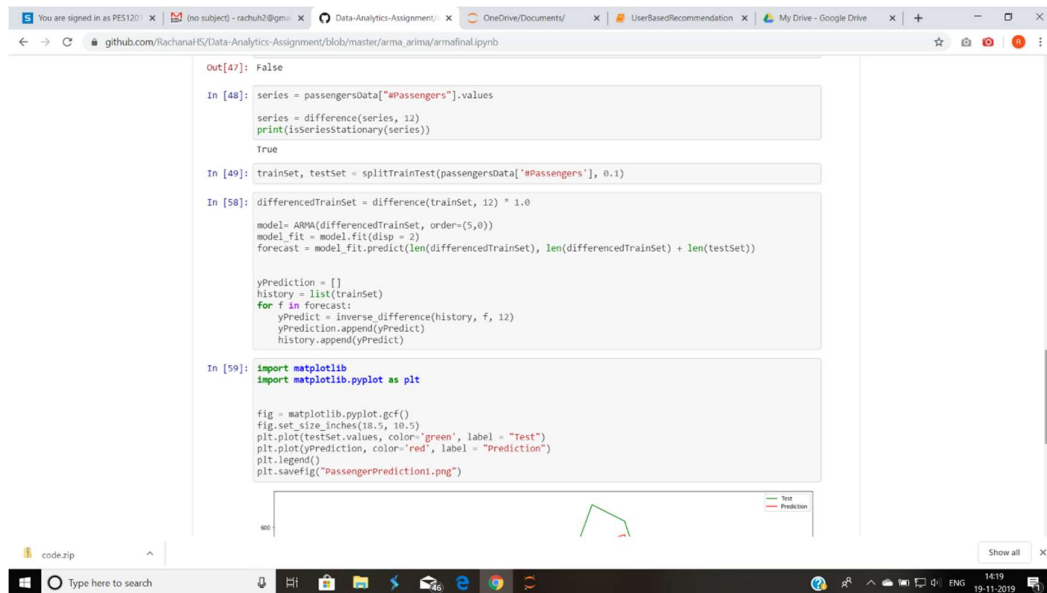 You are signed in as PES1201
(no subject) - rachuh2@gma
Data-Analytics-Assignment/
OneDrive/Documents/
UserBasedRecommendation
My Drive - Google Drive
github.com/RachanaHS/Data-Analytics-Assignment/blob/master/arma_arima/armafinal.ipynb
R
Out[47]: False
In [48]: series = passengersData["#Passengers"].values
series = difference(series, 12)
print(isSeriesStationary(series))
True
In [49]: trainSet, testSet = splitTrainTest(passengersData['#Passengers'], 0.1)
In [58]: differencedTrainSet = difference(trainSet, 12) * 1.0
model= ARMA(differencedTrainSet, order=(5,0))
model_fit = model.fit(disp = 2)
forecast = model_fit.predict(len(differencedTrainSet), len(differencedTrainSet) + len(testSet))
yPrediction = []
history = list(trainSet)
for f in forecast:
    yPredict = inverse_difference(history, f, 12)
    yPrediction.append(yPredict)
    history.append(yPredict)
In [59]: import matplotlib
import matplotlib.pyplot as plt
fig = matplotlib.pyplot.gcf()
fig.set_size_inches(18.5, 10.5)
plt.plot(testSet.values, color='green', label = "Test")
plt.plot(yPrediction, color='red', label = "Prediction")
plt.legend()
plt.savefig("PassengerPrediction1.png")
Test
Prediction
600
code.zip
Show all
Type here to search
46
ENG
14:19
19-11-2019